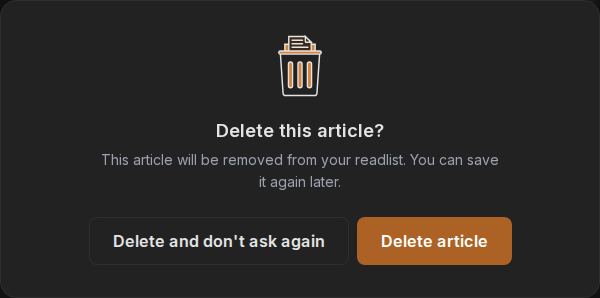 Delete this article?
This article will be removed from your readlist. You can save
it again later.
Delete and don't ask again
Delete article